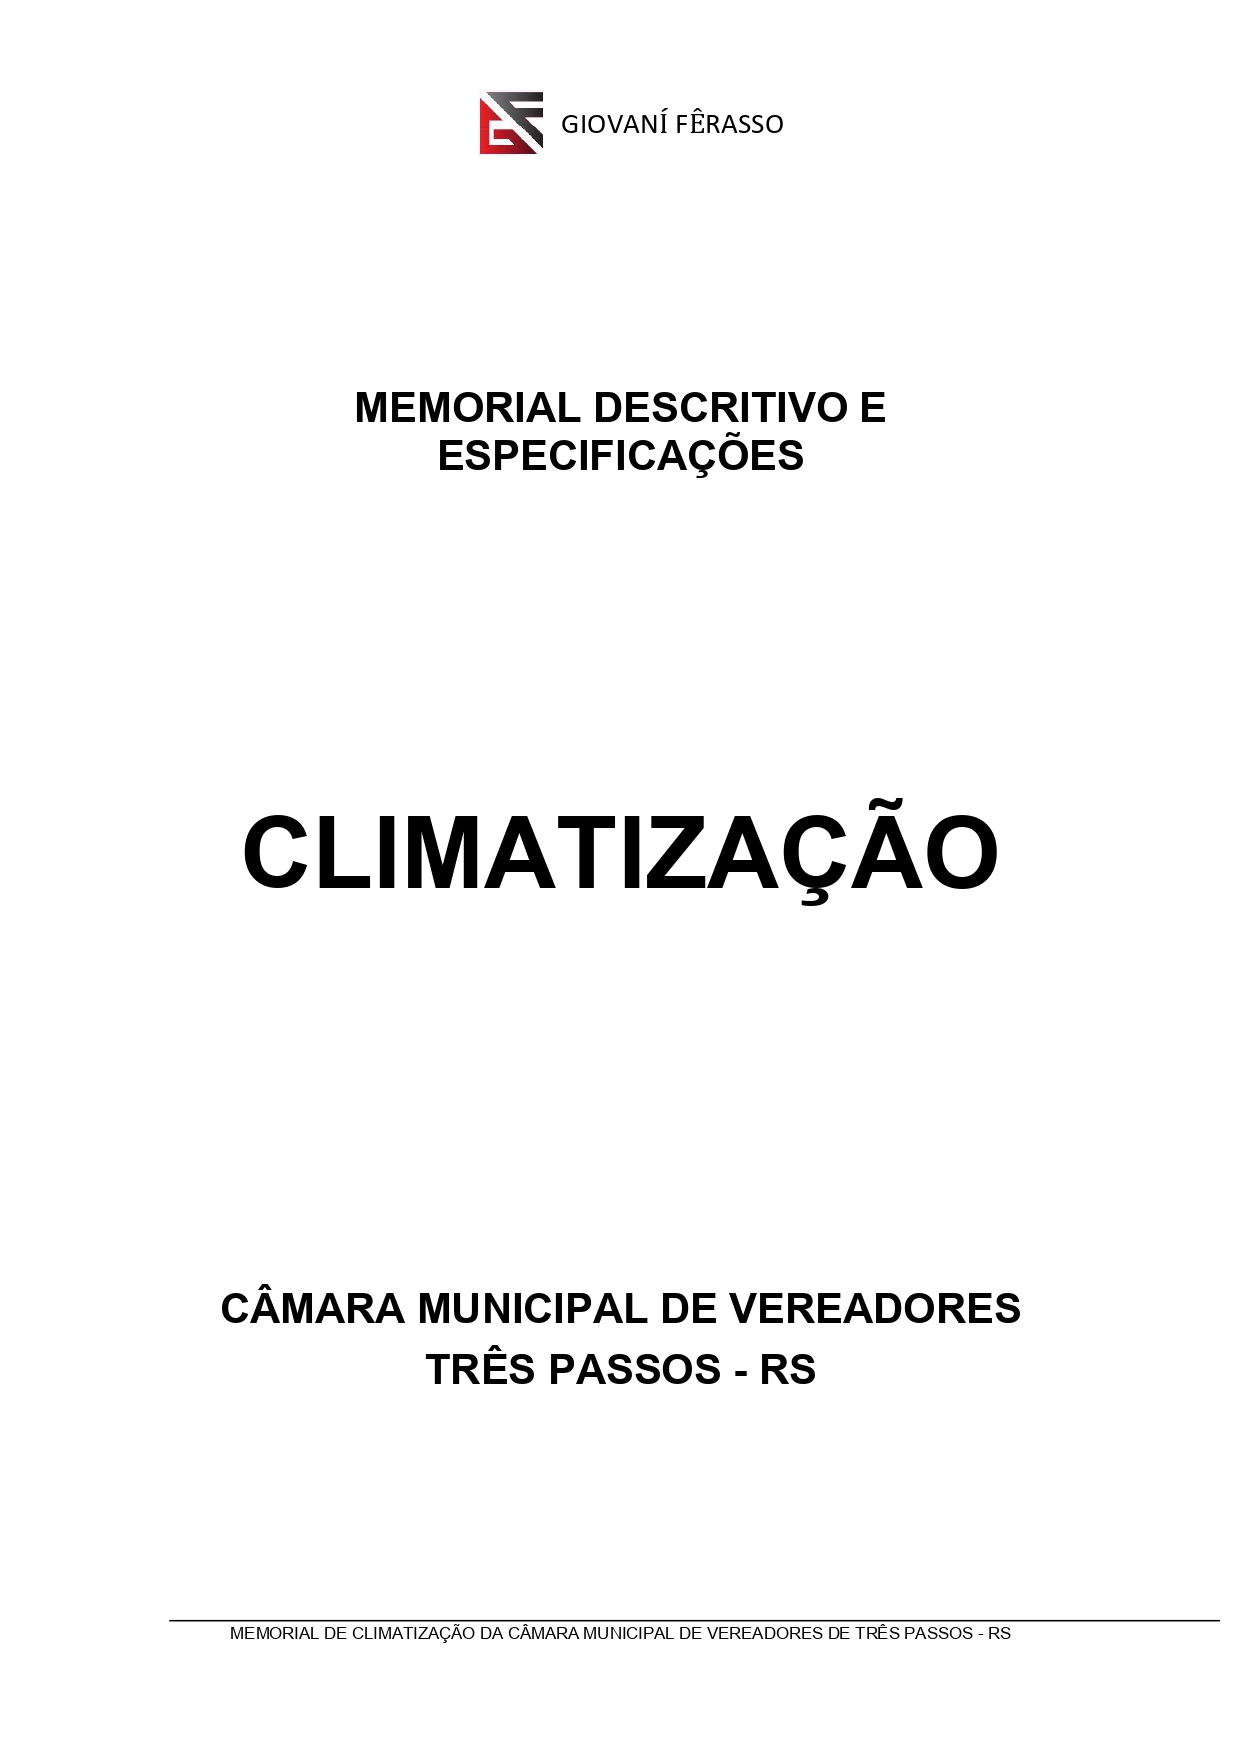 GIOVANÍ FÊRASSO
MEMORIAL DESCRITIVO E
ESPECIFICAÇÕES
CLIMATIZAÇÃO
CÂMARA MUNICIPAL DE VEREADORES
TRÊS PASSOS - RS
MEMORIAL DE CLIMATIZAÇÃO DA CÂMARA MUNICIPAL DE VEREADORES DE TRÊS PASSOS - RS